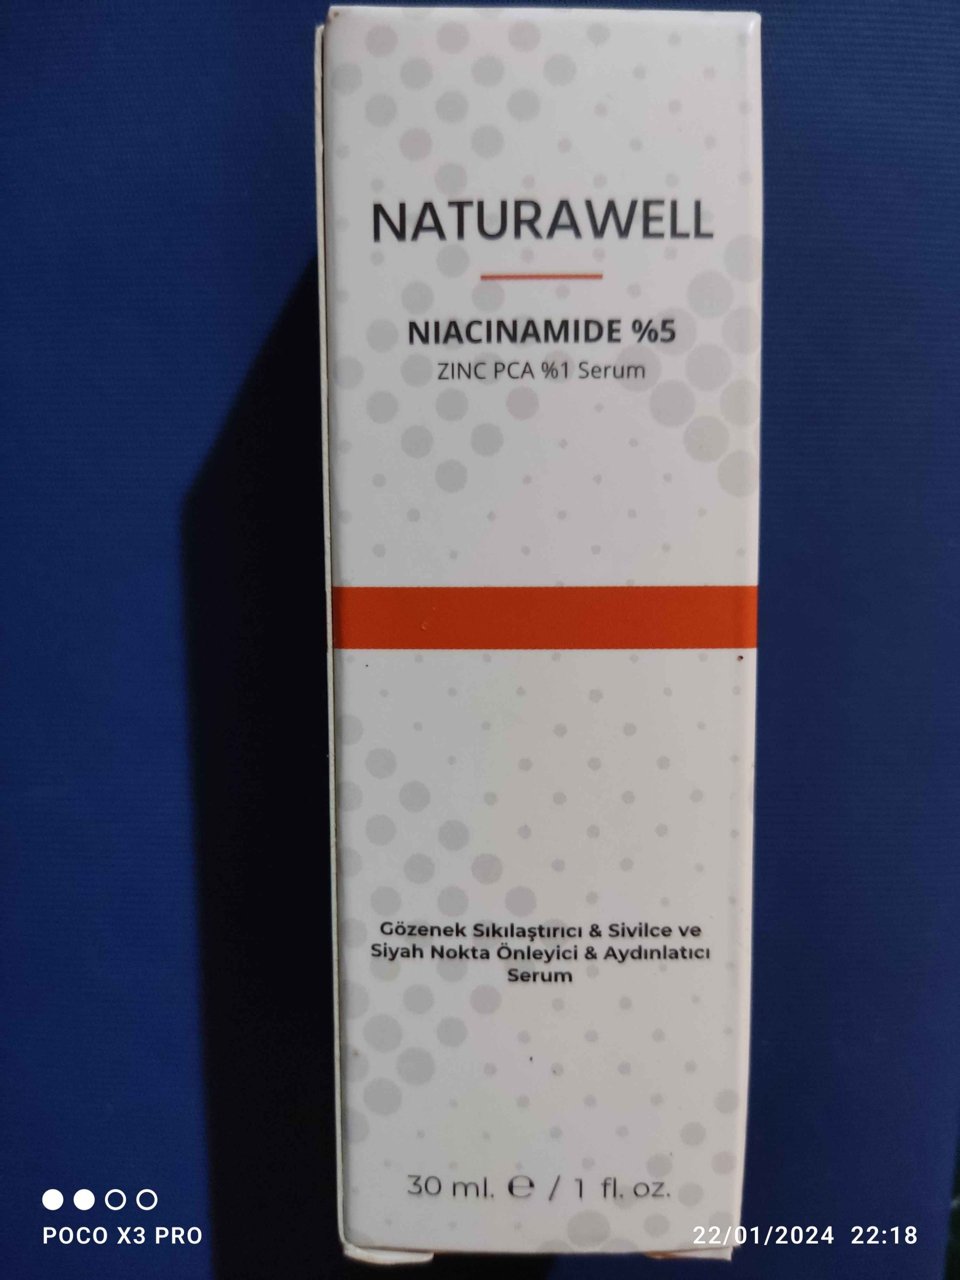 NATURAWELL
NIACINAMIDE %5
ZINC PCA %1 Serum
Gözenek Sıkılaştırıcı & Sivilce ve
Siyah Nokta Önleyici & Aydınlatıcı
Serum
30 ml. ℮ / 1 fl. oz.
POCO X3 PRO
22/01/2024 22:18